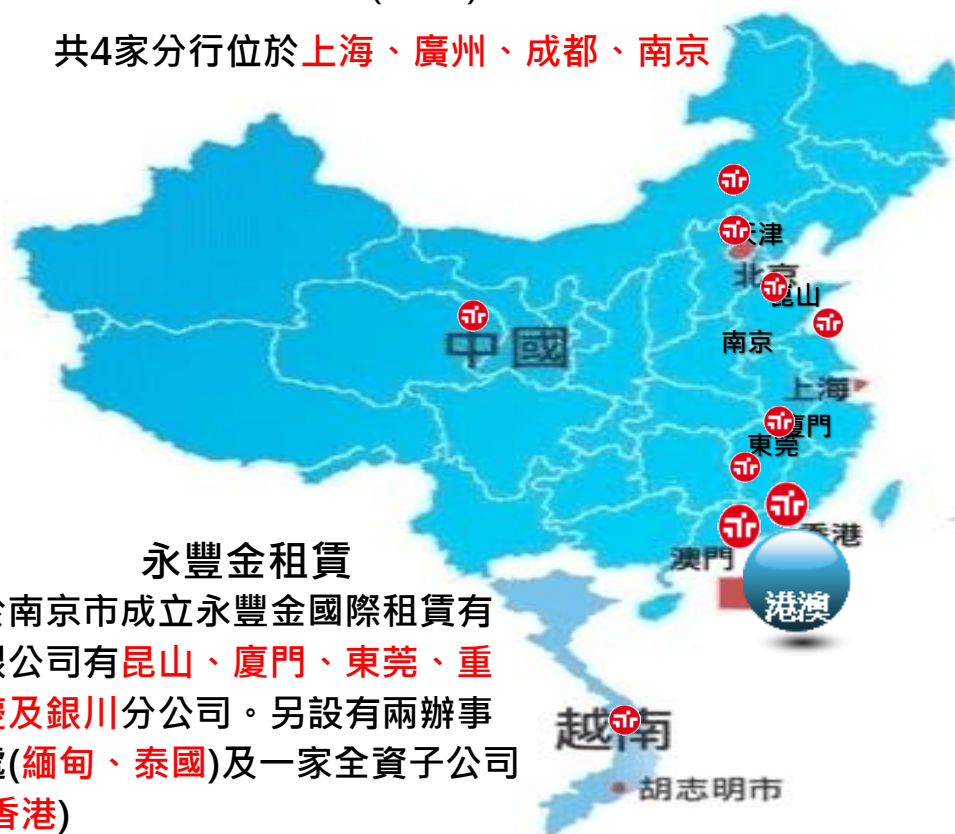 共4家分行位於上海、廣州、成都、南京
天津
北京
昆山
中國
南京
上海
廈門
東莞
香港
澳門
港澳
永豐金租賃
於南京市成立永豐金國際租賃有
限公司有昆山、廈門、東莞、重
慶及銀川分公司。另設有兩辦事
處(緬甸、泰國)及一家全資子公司
香港)
越南
胡志明市